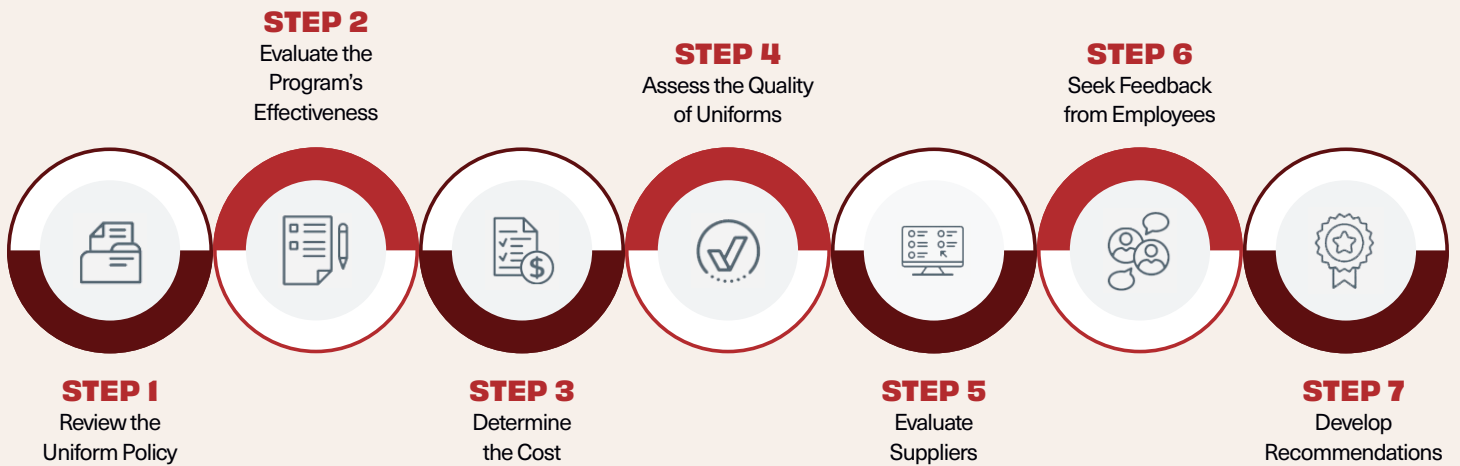 STEP 1
Review the
Uniform Policy
STEP 2
Evaluate the
Program's
Effectiveness
STEP 3
Determine
the Cost
STEP 4
Assess the Quality
of Uniforms
STEP 5
Evaluate
Suppliers
STEP 6
Seek Feedback
from Employees
STEP 7
Develop
Recommendations
$